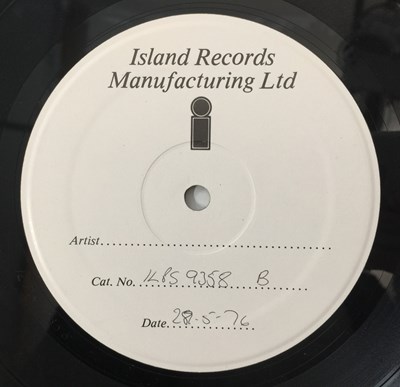 Island Records
Manufacturing Ltd
i
Artist..................................
Cat. No. ILPS 9358 B
Date. 28-5-76